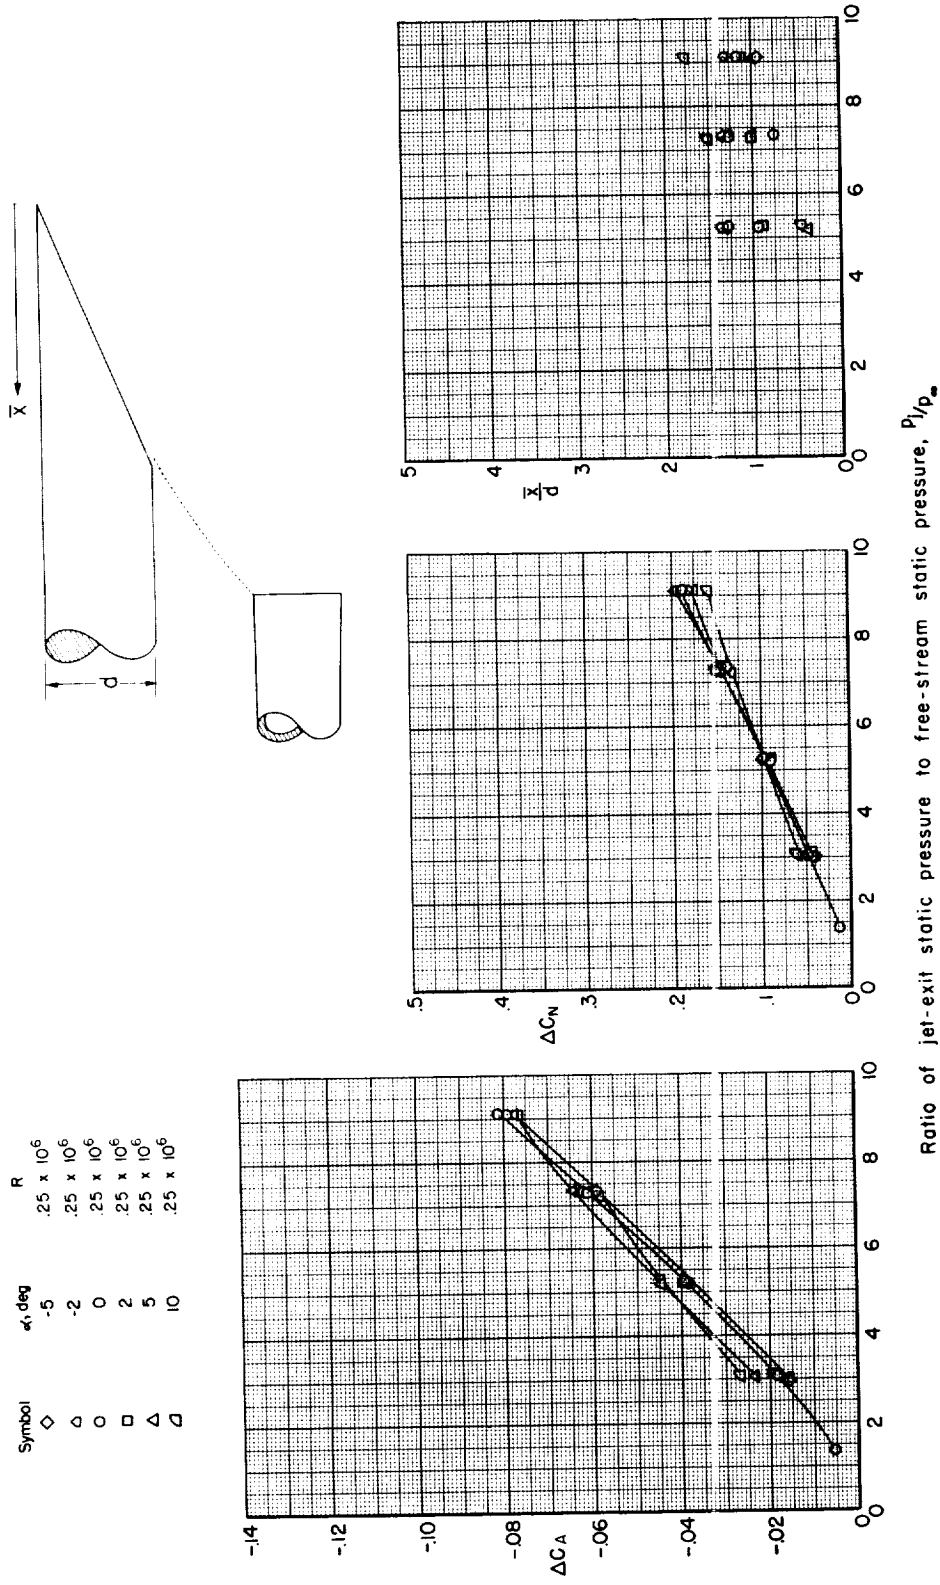 Symbol α, deg R
-5 .25 x 10⁶
-2 .25 x 10⁶
0 .25 x 10⁶
2 .25 x 10⁶
5 .25 x 10⁶
10 .25 x 10⁶
x̄
d
-.14
-.12
-.10
-.08
ΔC_A
-.06
-.04
-.02
0
0 2 4 6 8 10
.5
.4
ΔC_N
.3
.2
.1
0
0 2 4 6 8 10
5
4
x̄/d
3
2
1
0
0 2 4 6 8 10
Ratio of jet-exit static pressure to free-stream static pressure, p_j/p_∞